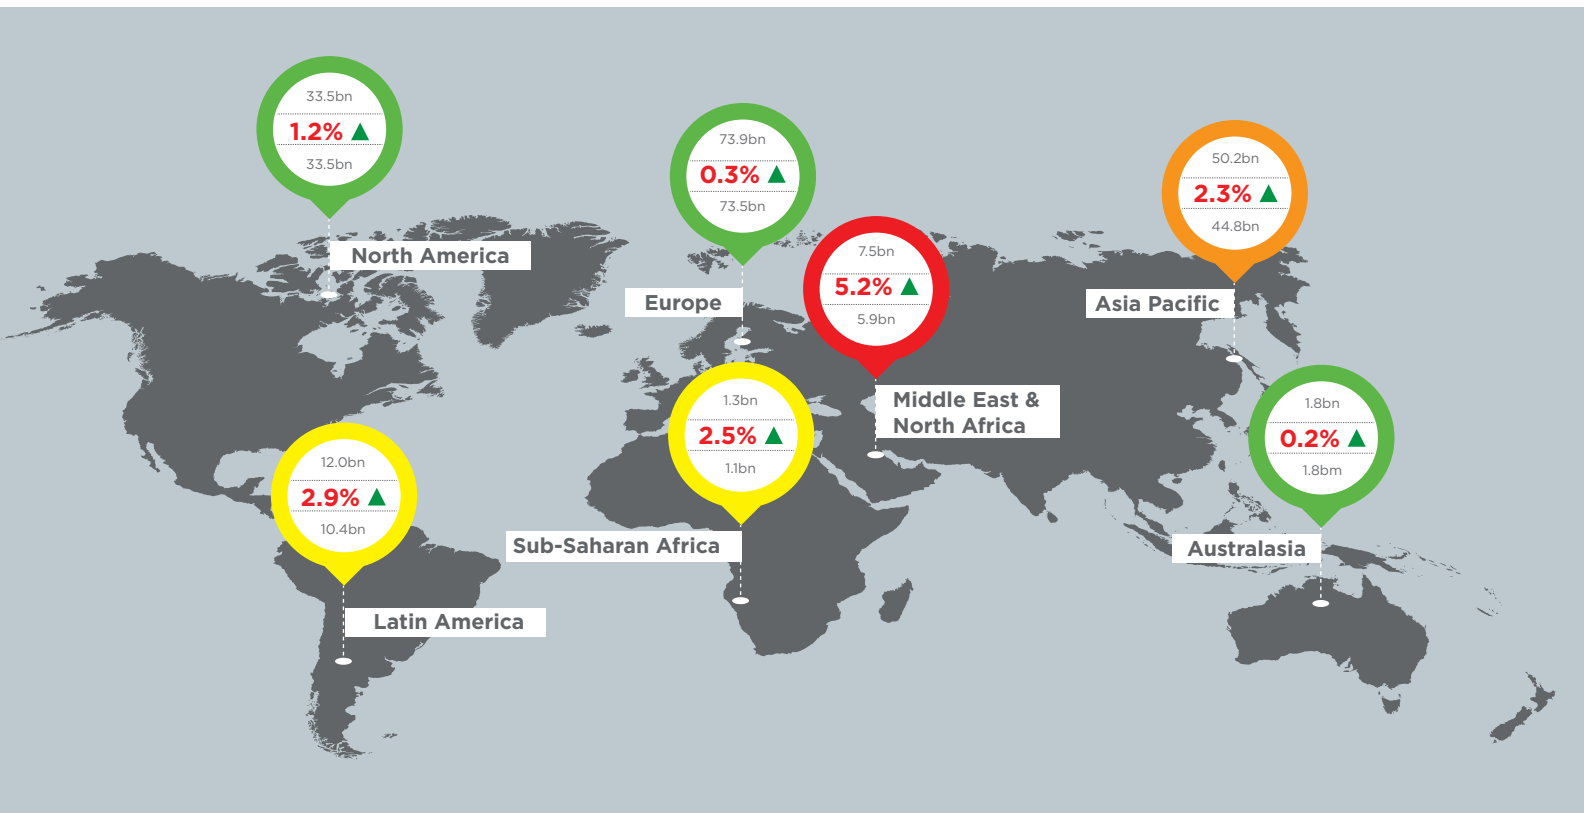 33.5bn
1.2%
33.5bn
North America
73.9bn
0.3%
73.5bn
Europe
50.2bn
2.3%
44.8bn
Asia Pacific
7.5bn
5.2%
5.9bn
Middle East &
North Africa
1.3bn
2.5%
1.1bn
Sub-Saharan Africa
1.8bn
0.2%
1.8bm
Australasia
12.0bn
2.9%
10.4bn
Latin America